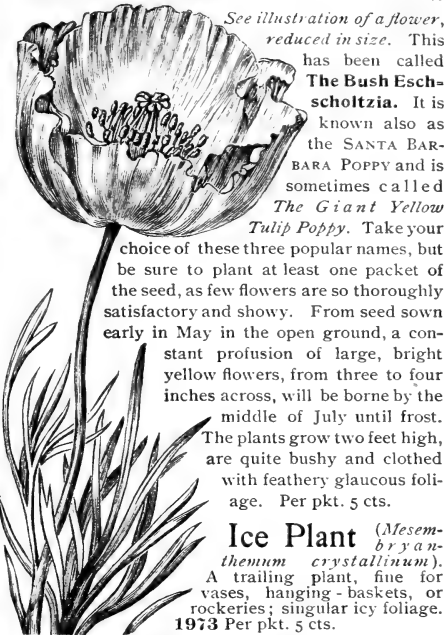 See illustration of a flower,
reduced in size. This
has been called
The Bush Esch-
scholtzia. It is
known also as
the Santa Bar-
bara Poppy and is
sometimes called
The Giant Yellow
Tulip Poppy. Take your
choice of these three popular names, but
be sure to plant at least one packet of
the seed, as few flowers are so thoroughly
satisfactory and showy. From seed sown
early in May in the open ground, a con-
stant profusion of large, bright
yellow flowers, from three to four
inches across, will be borne by the
middle of July until frost.
The plants grow two feet high,
are quite bushy and clothed
with feathery glaucous foli-
age. Per pkt. 5 cts.
Ice Plant (Mesem-
bryan-
themum crystallinum).
A trailing plant, fine for
vases, hanging-baskets, or
rockeries; singular icy foliage.
1973 Per pkt. 5 cts.